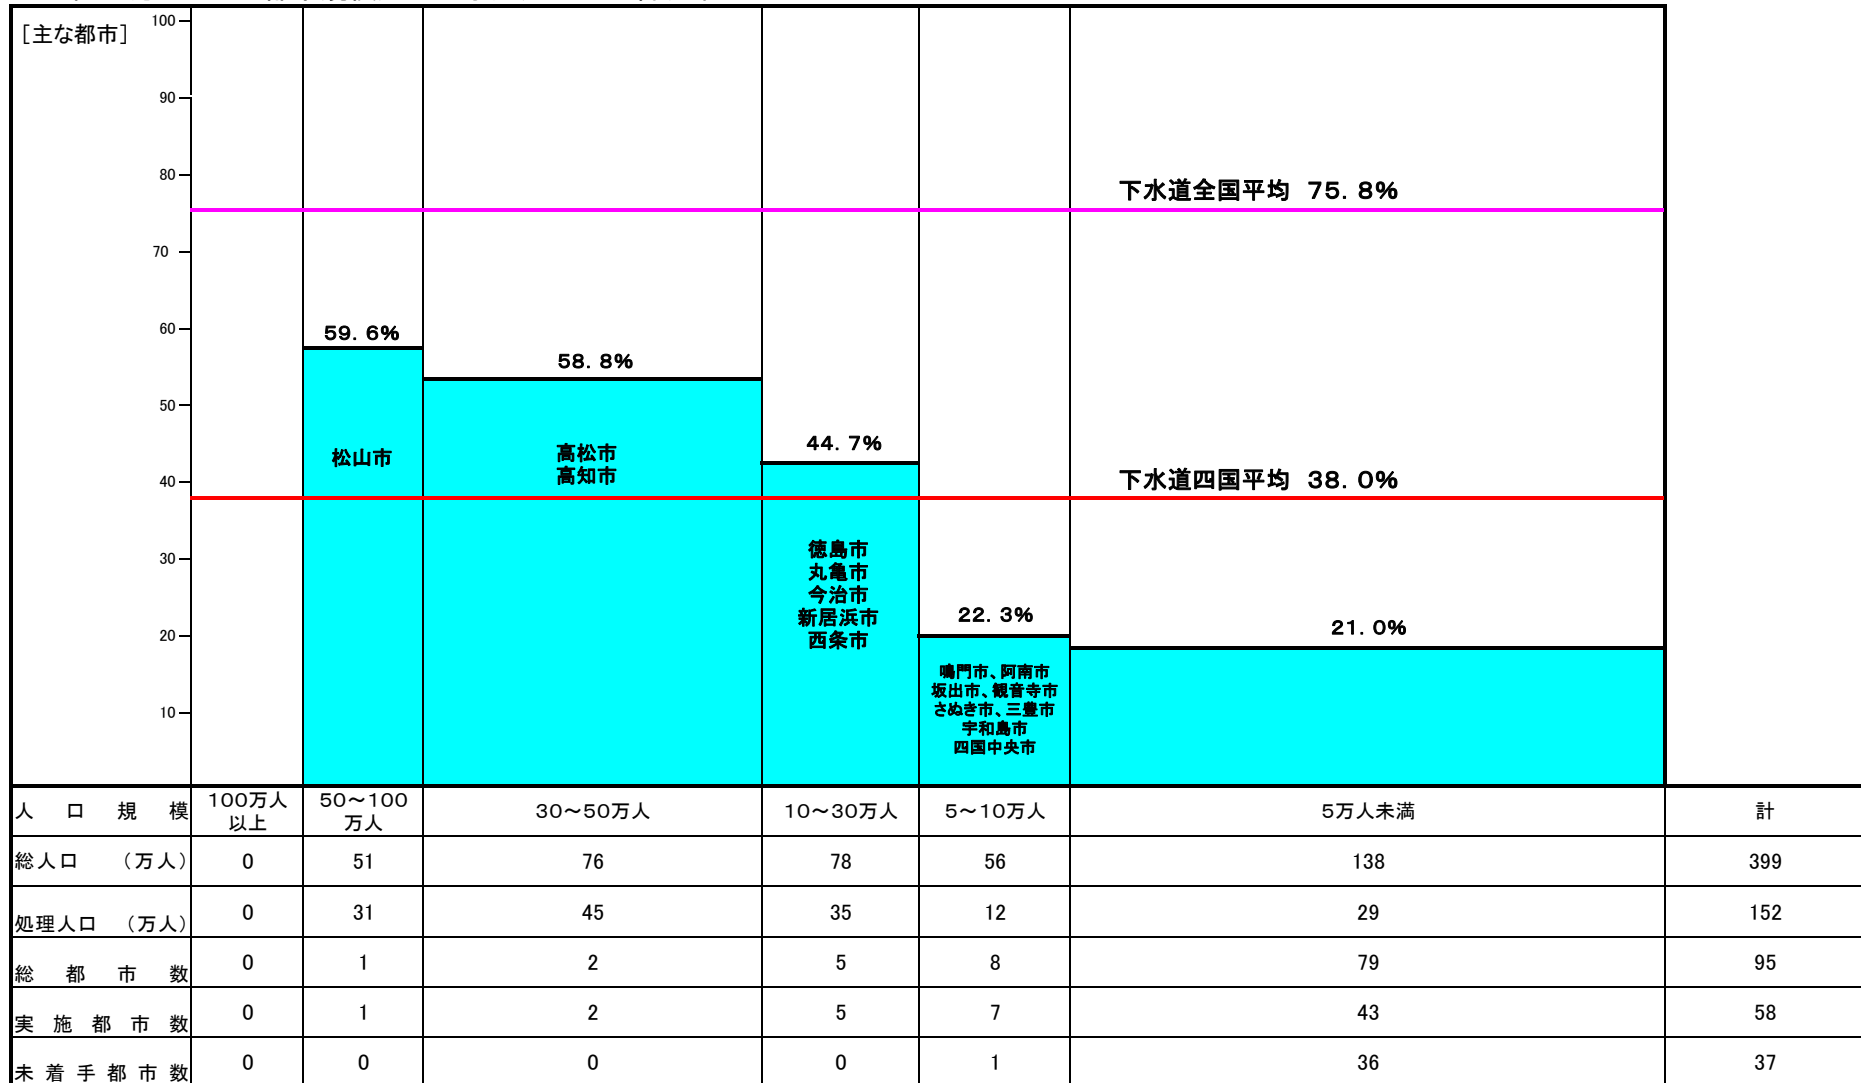 [主な都市]
100
90
80
70
60
50
40
30
20
10
下水道全国平均 75.8%
59.6%
58.8%
44.7%
下水道四国平均 38.0%
22.3%
21.0%
松山市
高松市
高知市
徳島市
丸亀市
今治市
新居浜市
西条市
鳴門市、阿南市
坂出市、観音寺市
さぬき市、三豊市
宇和島市
四国中央市
人口規模 100万人以上 50～100万人 30～50万人 10～30万人 5～10万人 5万人未満 計
総人口 (万人) 0 51 76 78 56 138 399
処理人口 (万人) 0 31 45 35 12 29 152
総都市数 0 1 2 5 8 79 95
実施都市数 0 1 2 5 7 43 58
未着手都市数 0 0 0 0 1 36 37